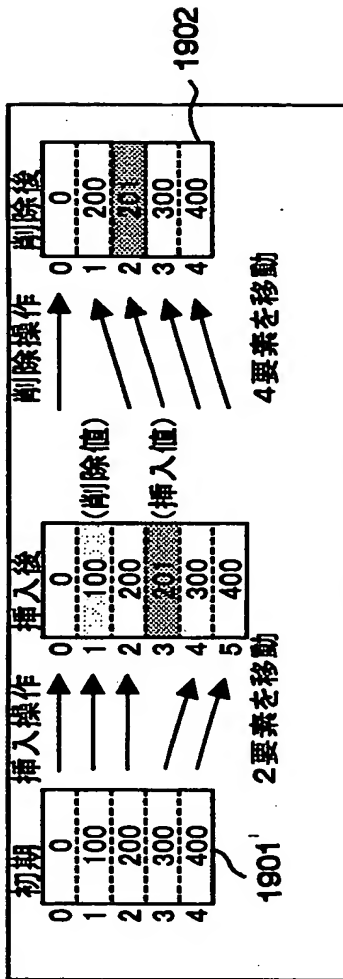 初期
挿入操作
挿入後
削除操作
削除後
0 0
1 100
2 200
3 300
4 400
1901'
2要素を移動
0 0
1 100 (削除値)
2 200
3 201 (挿入値)
4 300
5 400
4要素を移動
0 0
1 200
2 201
3 300
4 400
1902